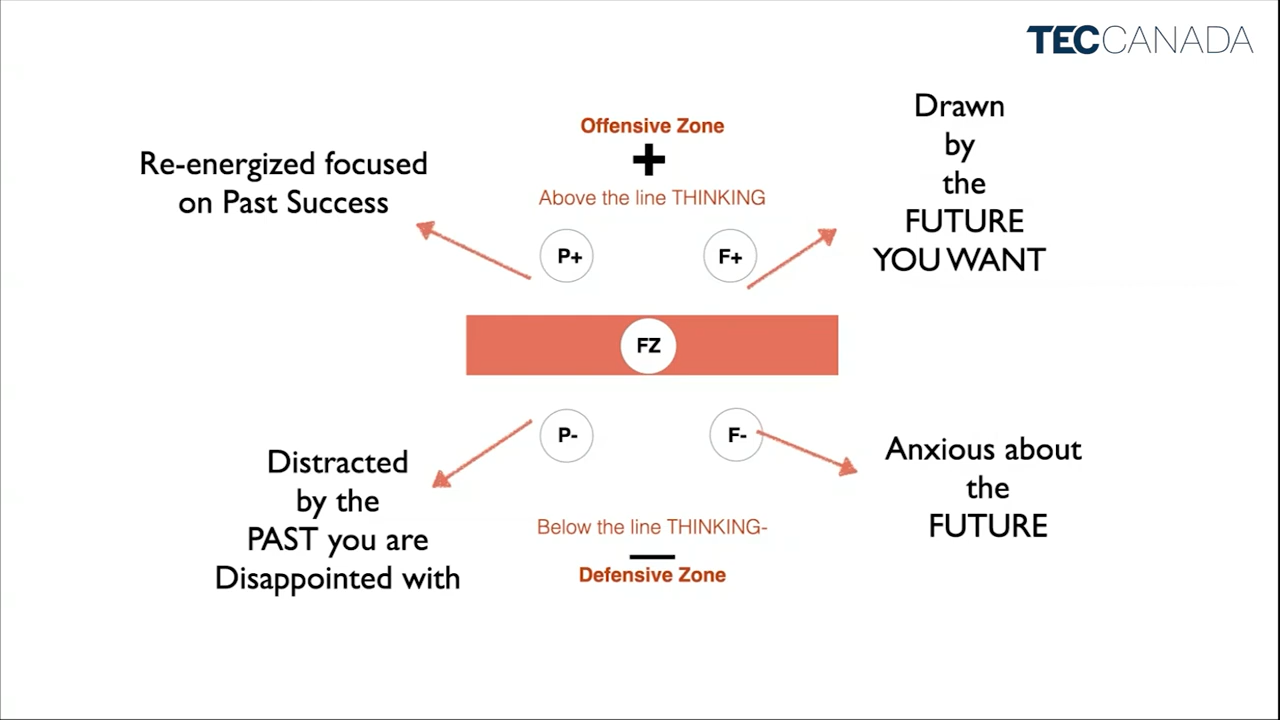 TECCANADA
Offensive Zone
+
Above the line THINKING
Re-energized focused
on Past Success
Drawn
by
the
FUTURE
YOU WANT
P+
F+
FZ
P-
F-
Distracted
by the
PAST you are
Disappointed with
Anxious about
the
FUTURE
Below the line THINKING-
Defensive Zone